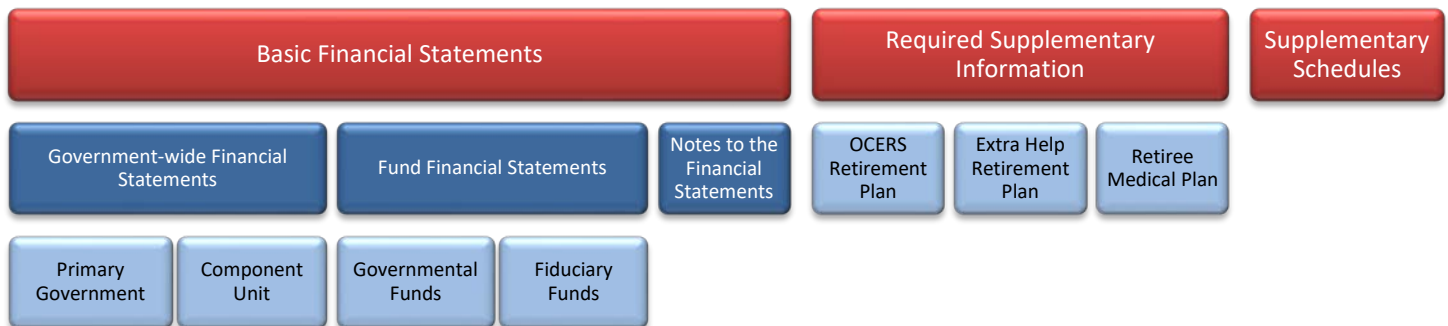 Basic Financial Statements
Required Supplementary
Information
Supplementary
Schedules
Government-wide Financial
Statements
Fund Financial Statements
Notes to the
Financial
Statements
OCERS
Retirement
Plan
Extra Help
Retirement
Plan
Retiree
Medical Plan
Primary
Government
Component
Unit
Governmental
Funds
Fiduciary
Funds